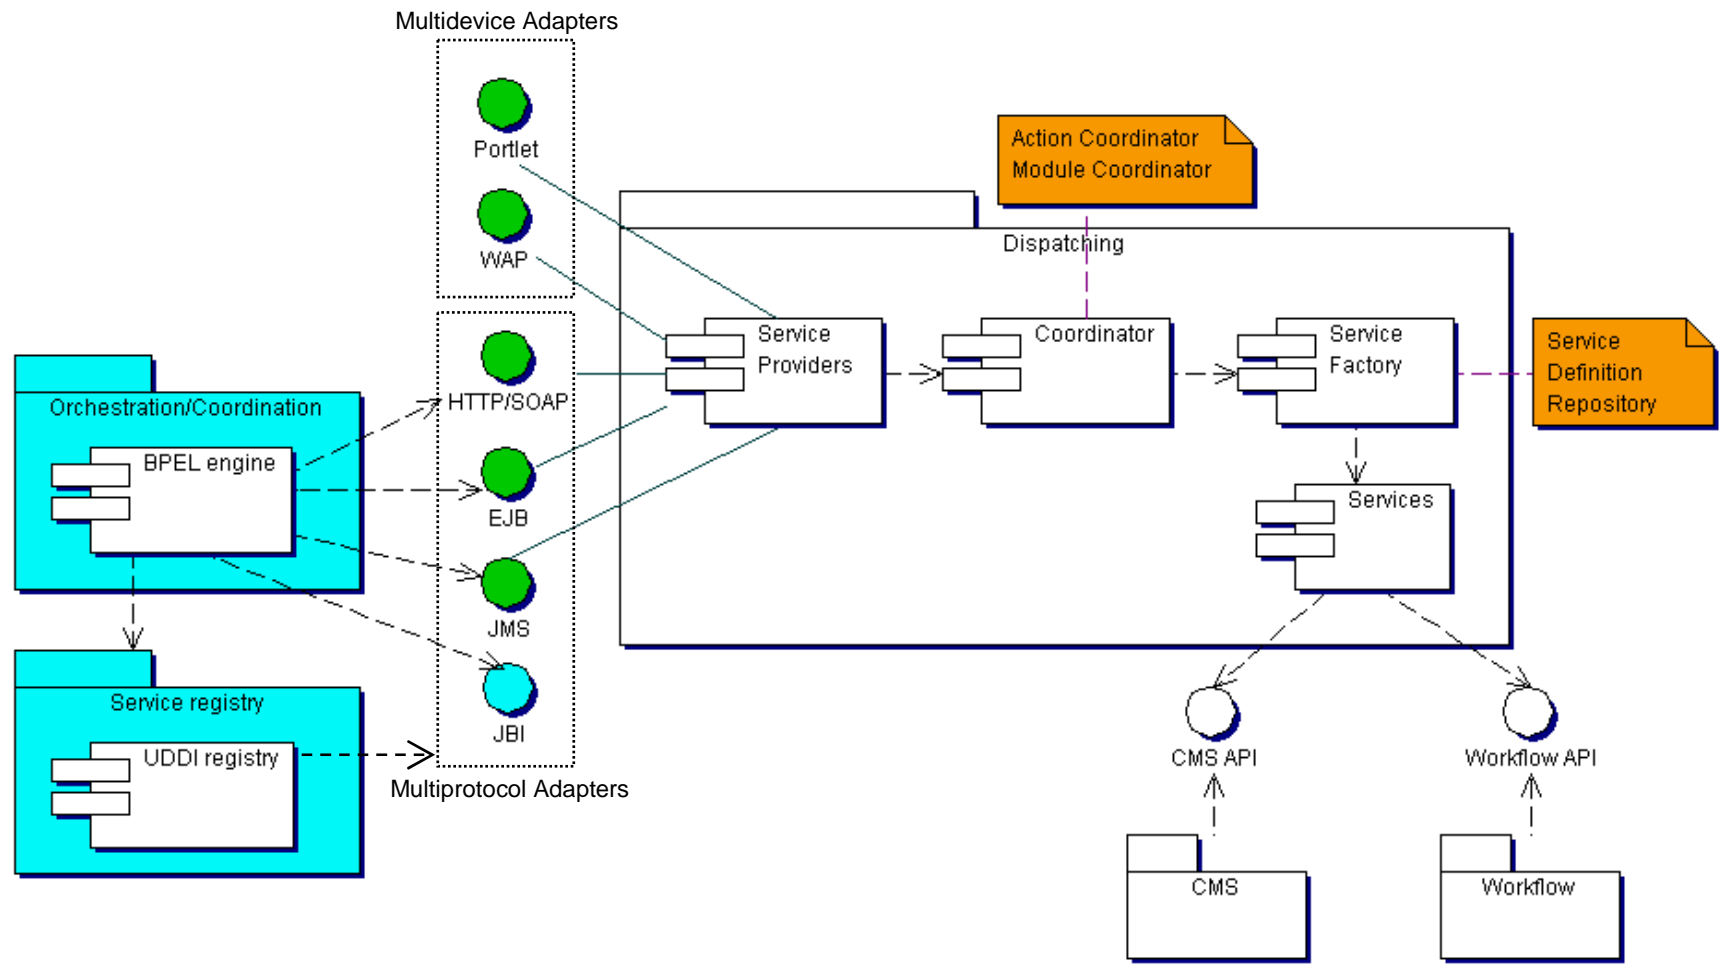 Multidevice Adapters
Portlet
WAP
HTTP/SOAP
EJB
JMS
JBI
Multiprotocol Adapters
Orchestration/Coordination
BPEL engine
Service registry
UDDI registry
Action Coordinator
Module Coordinator
Dispatching
Service
Providers
Coordinator
Service
Factory
Service
Definition
Repository
Services
CMS API
Workflow API
CMS
Workflow